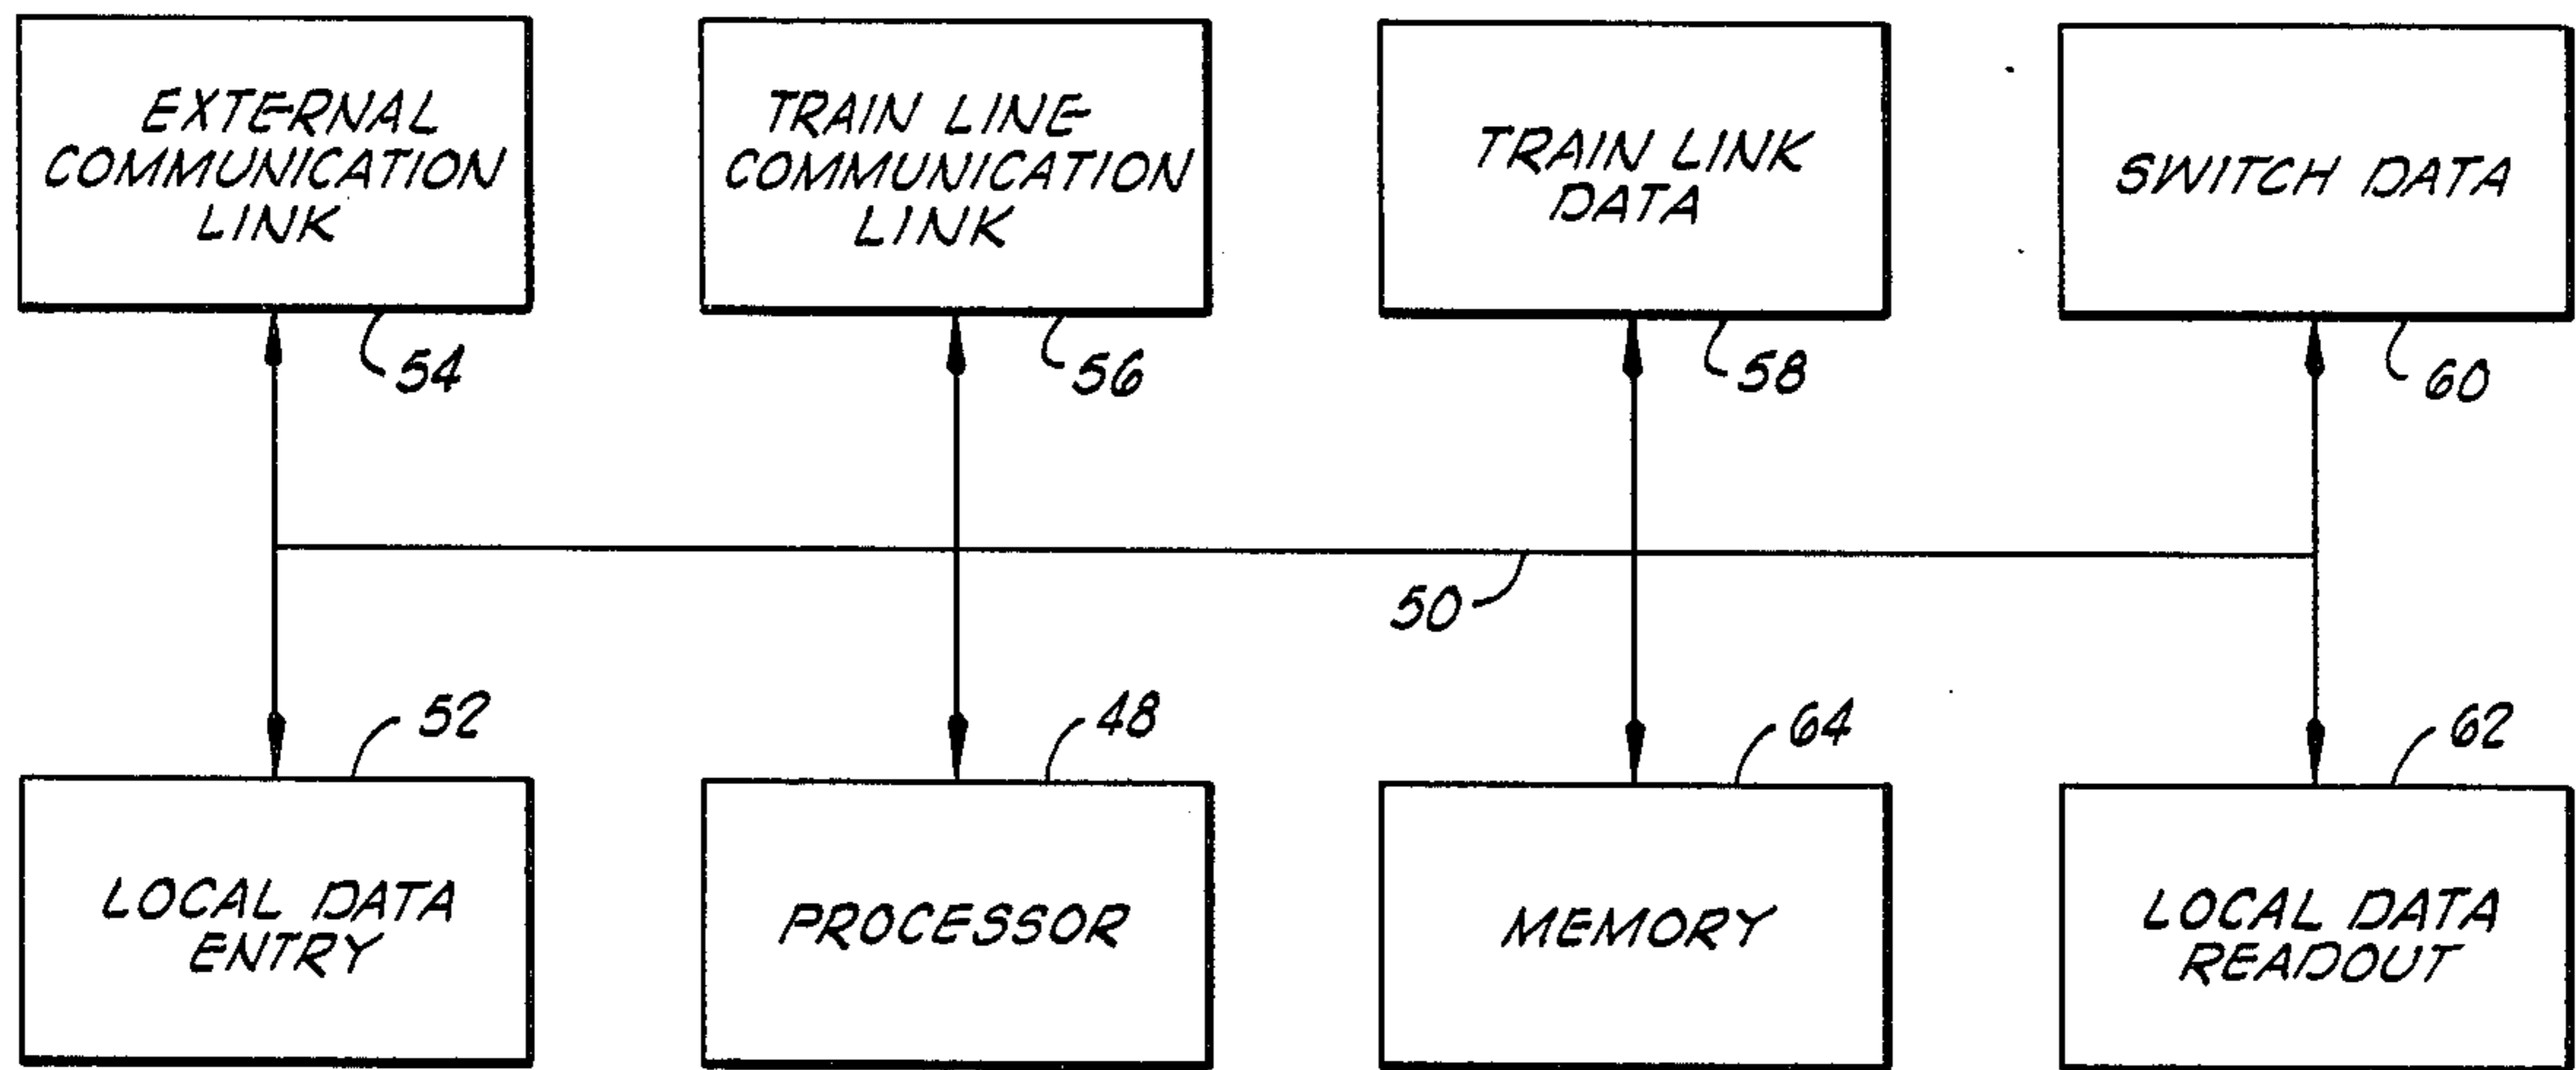 EXTERNAL
COMMUNICATION
LINK
TRAIN LINE
COMMUNICATION
LINK
TRAIN LINK
DATA
SWITCH DATA
54
56
58
60
50
52
48
64
62
LOCAL DATA
ENTRY
PROCESSOR
MEMORY
LOCAL DATA
READOUT